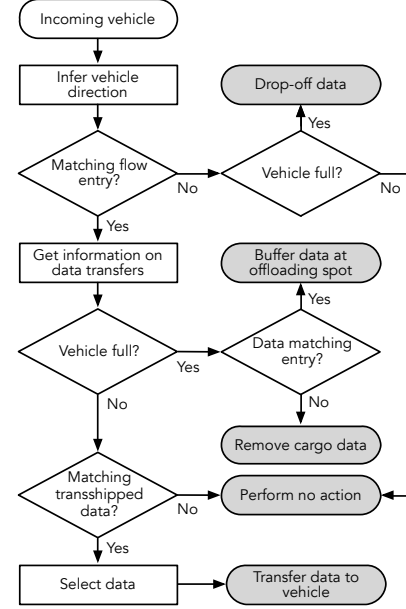 Incoming vehicle
Infer vehicle
direction
Drop-off data
Yes
Matching flow
entry?
No
Vehicle full?
No
Yes
Get information on
data transfers
Buffer data at
offloading spot
Yes
Vehicle full?
Yes
Data matching
entry?
No
No
Remove cargo data
Matching
transshipped
data?
No
Perform no action
Yes
Select data
Transfer data to
vehicle